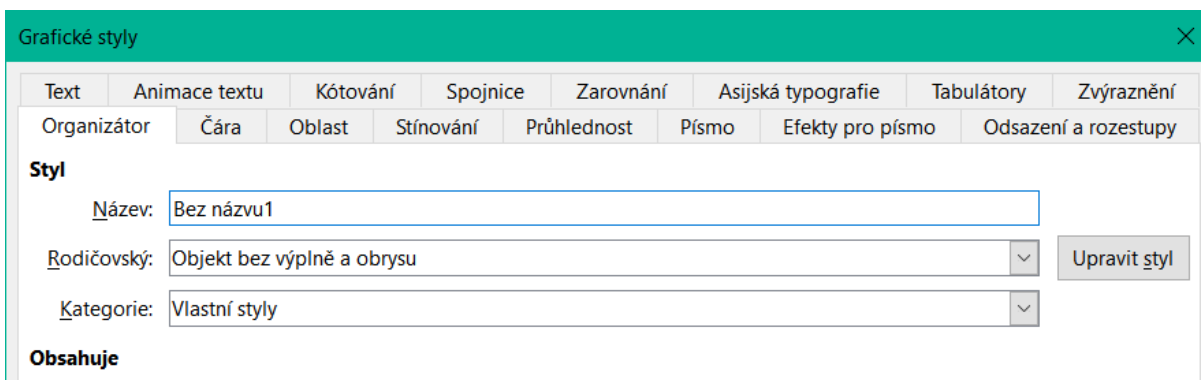 Grafické styly
Text Animace textu Kótování Spojnice Zarovnání Asijská typografie Tabulátory Zvýraznění
Organizátor Čára Oblast Stínování Průhlednost Písmo Efekty pro písmo Odsazení a rozestupy
Styl
Název: Bez názvu1
Rodičovský: Objekt bez výplně a obrysu Upravit styl
Kategorie: Vlastní styly
Obsahuje